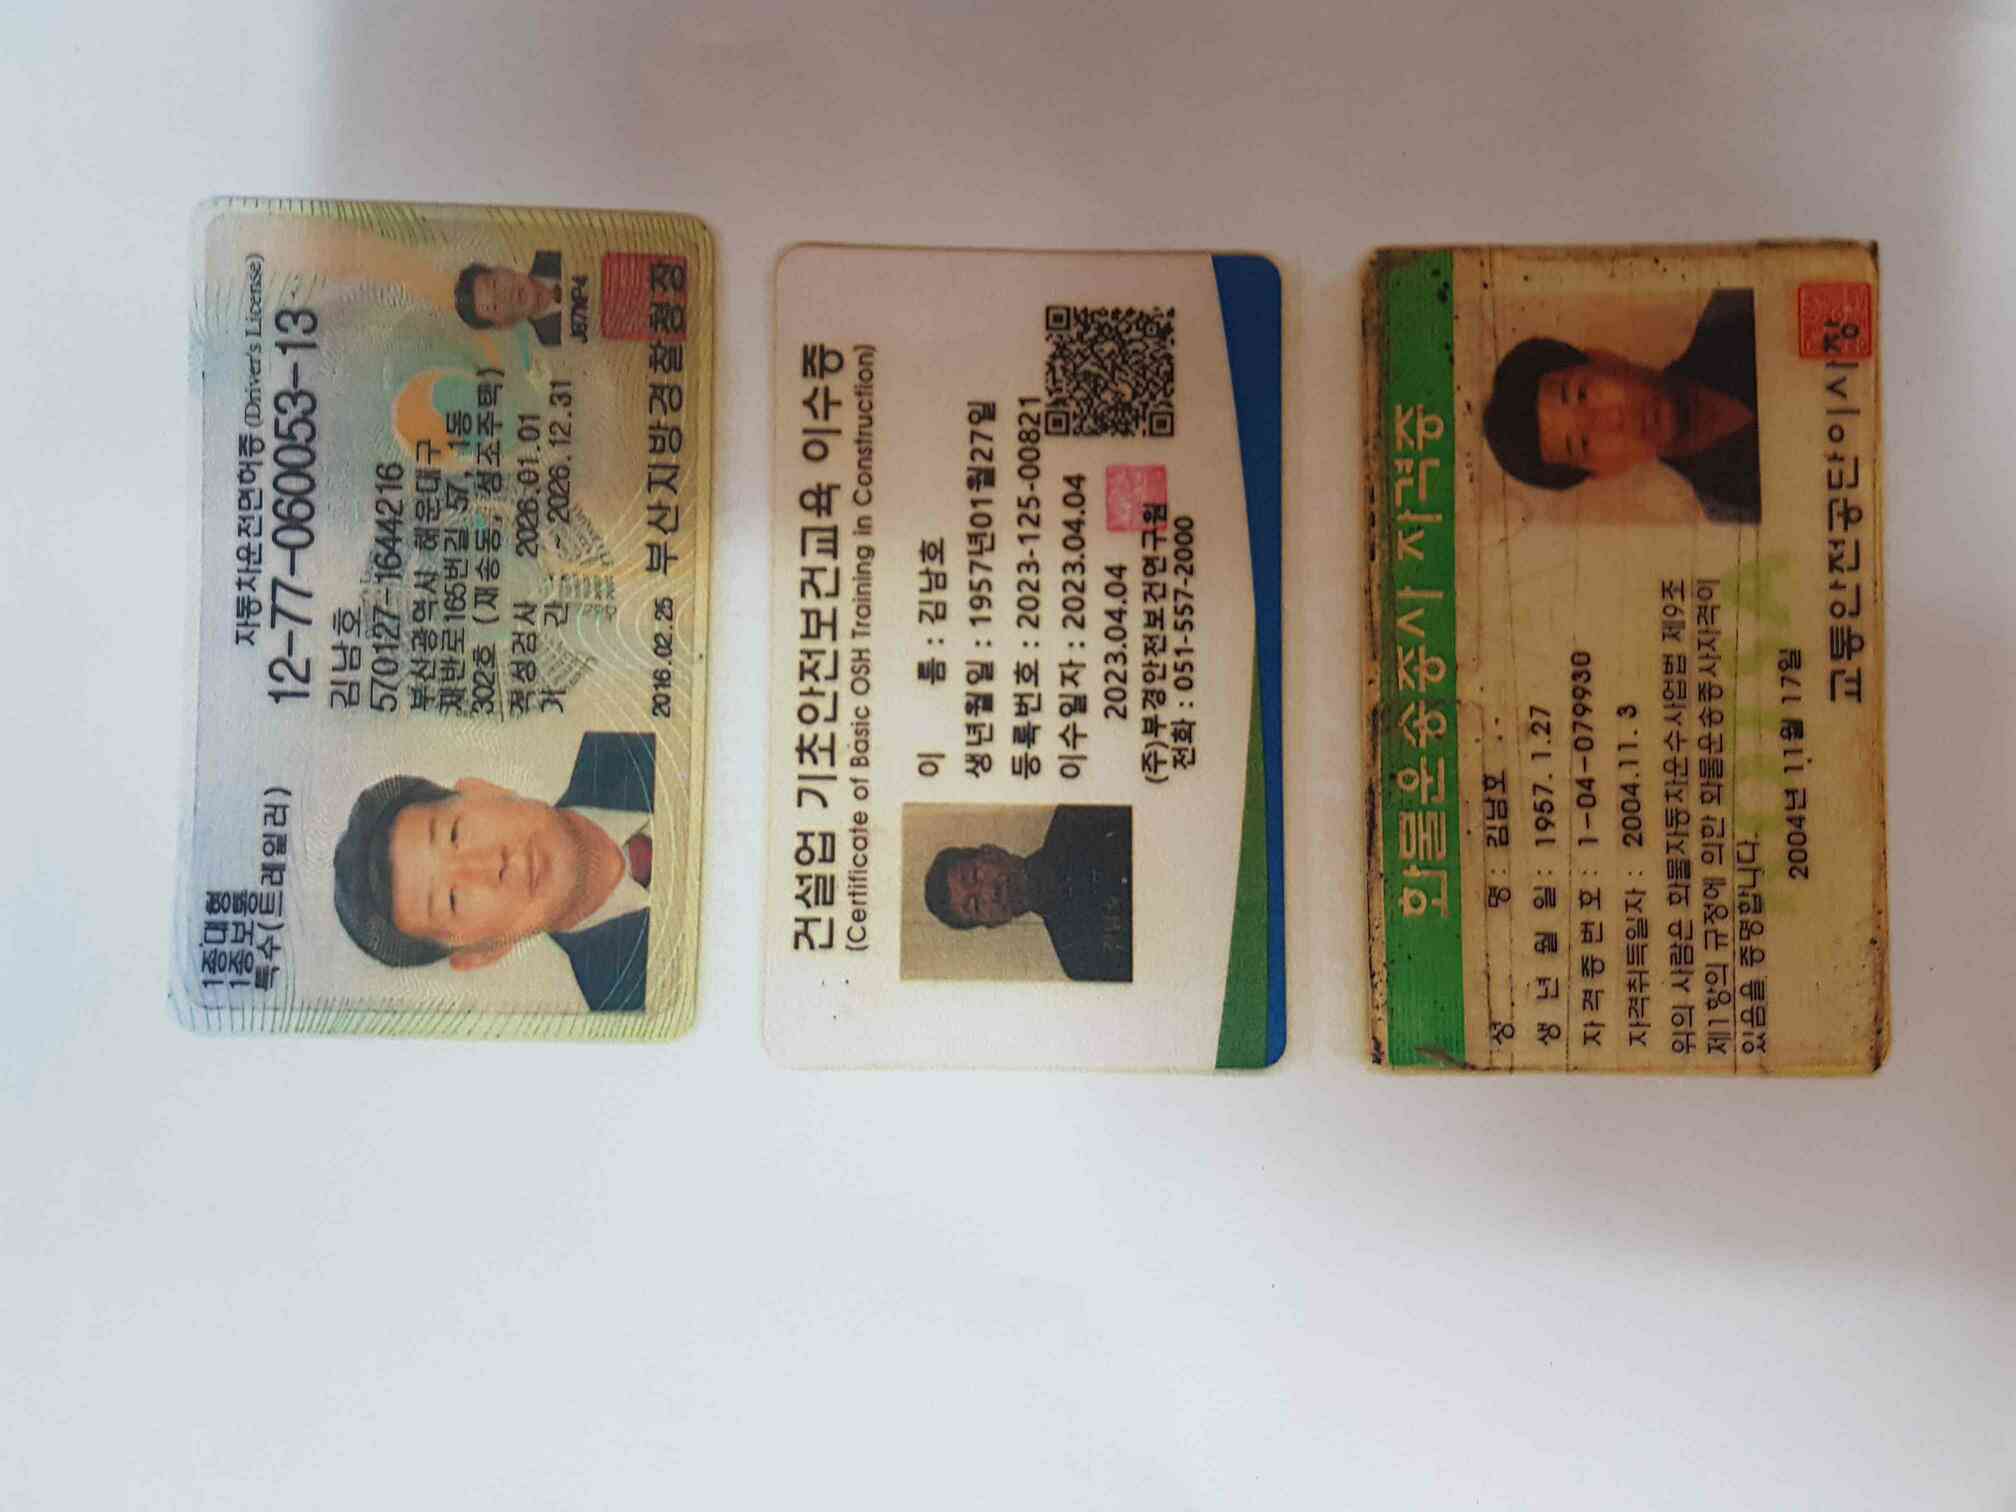 자동차운전면허증 (Driver's License)
1종대형
1종보통
특수(트레일러)
12-77-060053-13
김남호
570127-1644216
부산광역시 해운대구
재반로165번길 57, 1동
302호 (재송동, 성조주택)
적성검사 2026.01.01
기 간 ~ 2026.12.31
J97NP4
2016.02.25 부산지방경찰청장
건설업 기초안전보건교육 이수증
(Certificate of Basic OSH Training in Construction)
이 름 : 김남호
생년월일 : 1957년01월27일
등록번호 : 2023-125-00821
이수일자 : 2023.04.04
2023.04.04
(주)부경안전보건연구원
전화 : 051-557-2000
화물운송종사 자격증
성 명 : 김남호
생 년 월 일 : 1957. 1.27
자 격 증 번 호 : 1-04-079930
자격취득일자 : 2004.11. 3
위의 사람은 화물자동차운수사업법 제9조
제1항의 규정에 의한 화물운송종사자격이
있음을 증명합니다.
2004년 11월 17일
교통안전공단이사장